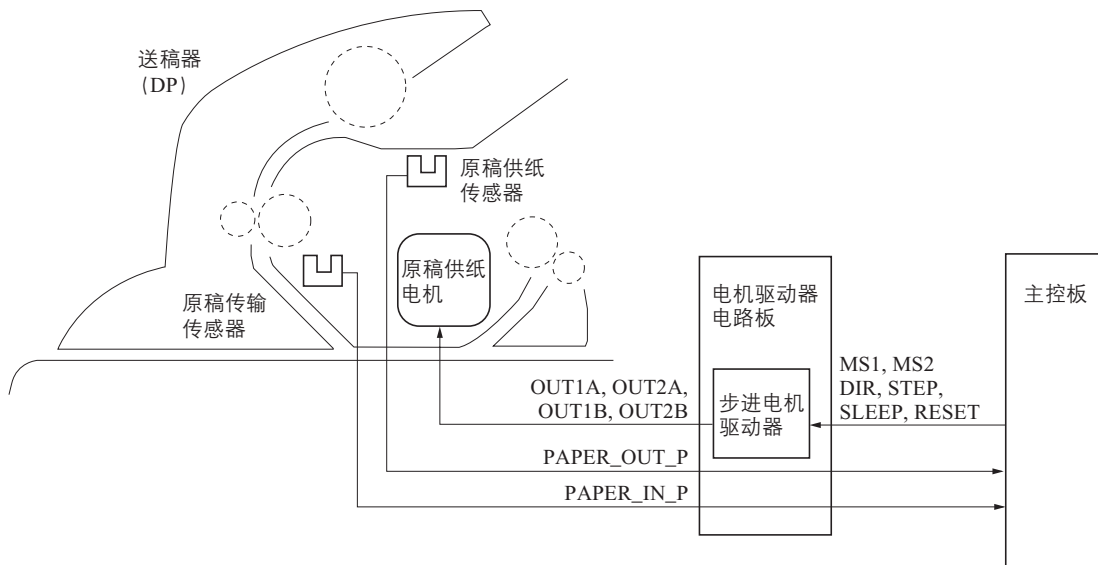 送稿器
(DP)
原稿供纸
传感器
原稿供纸
电机
原稿传输
传感器
电机驱动器
电路板
主控板
MS1, MS2
DIR, STEP,
SLEEP, RESET
OUT1A, OUT2A,
OUT1B, OUT2B
步进电机
驱动器
PAPER_OUT_P
PAPER_IN_P